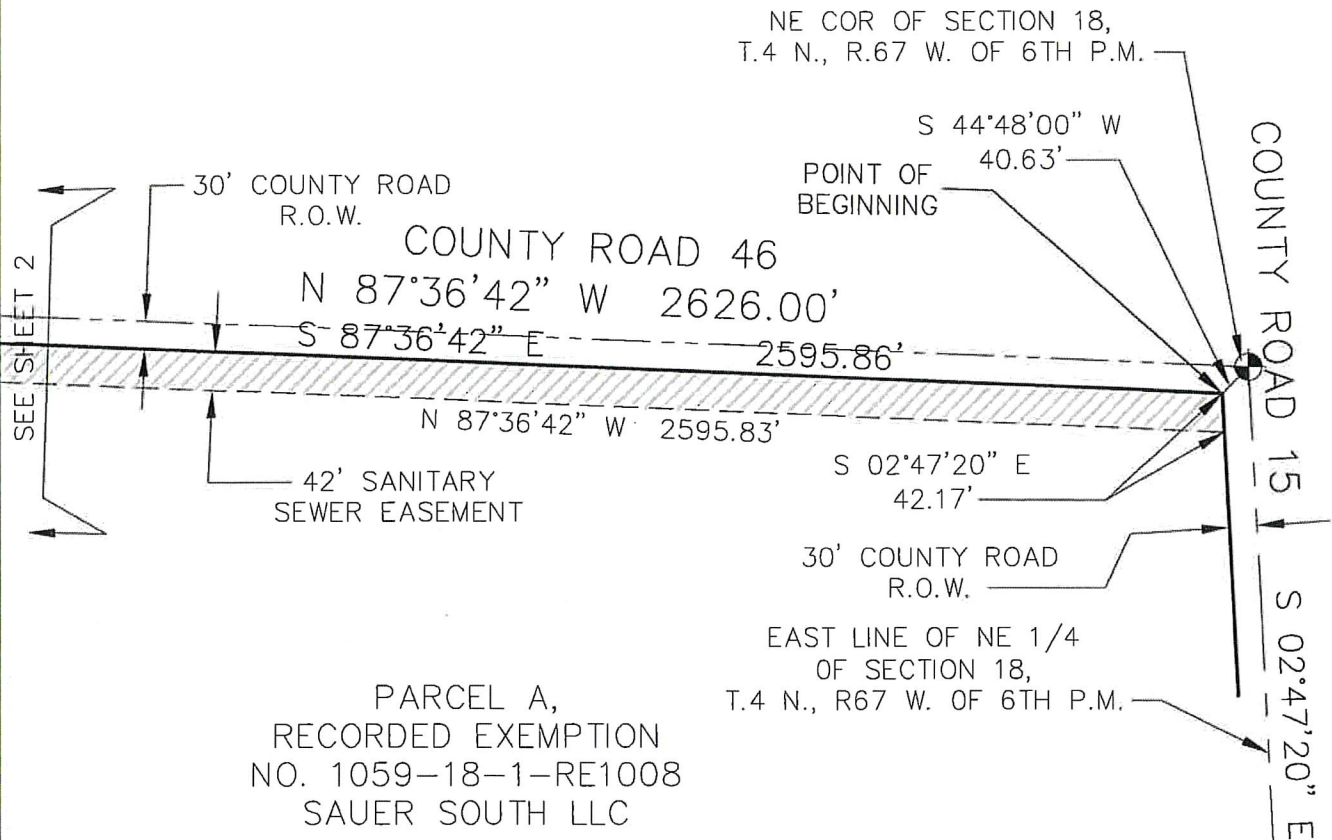 NE COR OF SECTION 18,
T.4 N., R.67 W. OF 6TH P.M.
S 44°48'00" W
40.63'
POINT OF
BEGINNING
COUNTY ROAD 15
30' COUNTY ROAD
R.O.W.
SEE SHEET 2
COUNTY ROAD 46
N 87°36'42" W 2626.00'
S 87°36'42" E 2595.86'
N 87°36'42" W 2595.83'
42' SANITARY
SEWER EASEMENT
S 02°47'20" E
42.17'
30' COUNTY ROAD
R.O.W.
EAST LINE OF NE 1/4
OF SECTION 18,
T.4 N., R67 W. OF 6TH P.M.
S 02°47'20" E
PARCEL A,
RECORDED EXEMPTION
NO. 1059-18-1-RE1008
SAUER SOUTH LLC